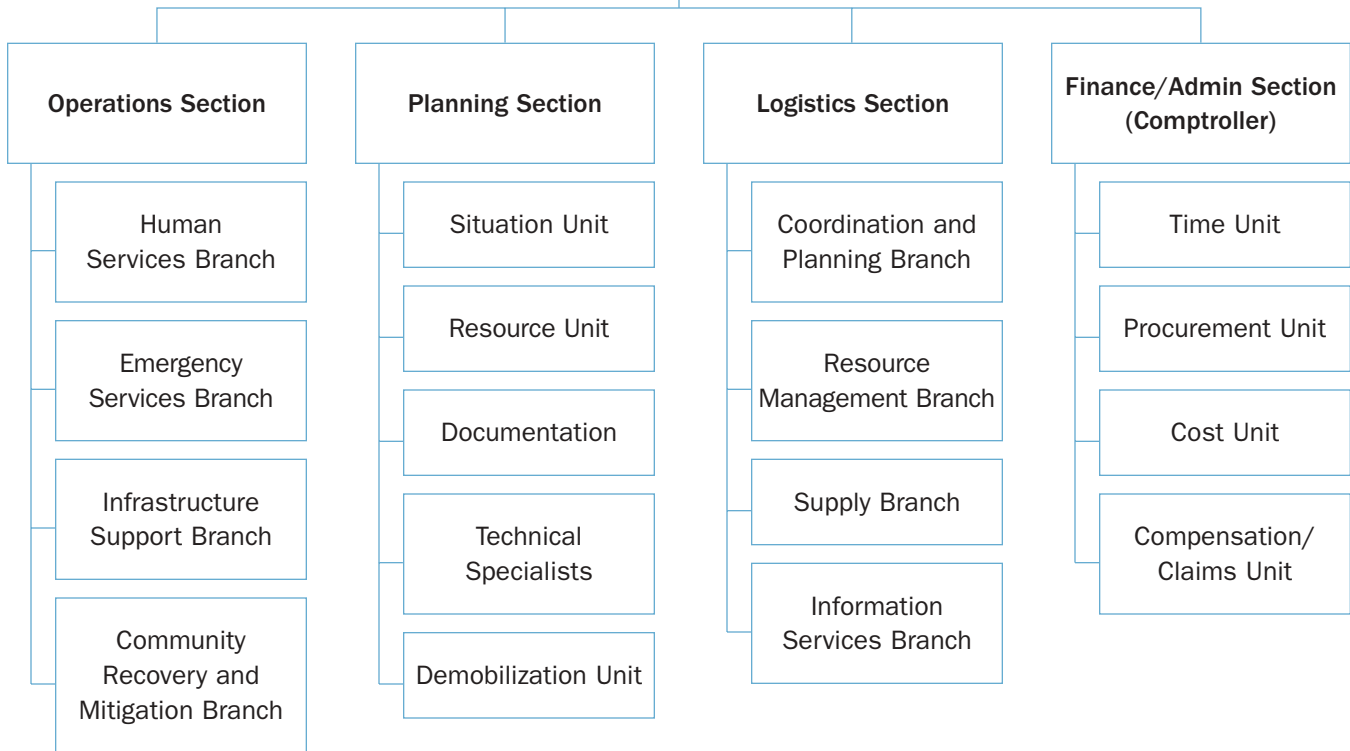 Operations Section
Human
Services Branch
Emergency
Services Branch
Infrastructure
Support Branch
Community
Recovery and
Mitigation Branch
Planning Section
Situation Unit
Resource Unit
Documentation
Technical
Specialists
Demobilization Unit
Logistics Section
Coordination and
Planning Branch
Resource
Management Branch
Supply Branch
Information
Services Branch
Finance/Admin Section
(Comptroller)
Time Unit
Procurement Unit
Cost Unit
Compensation/
Claims Unit